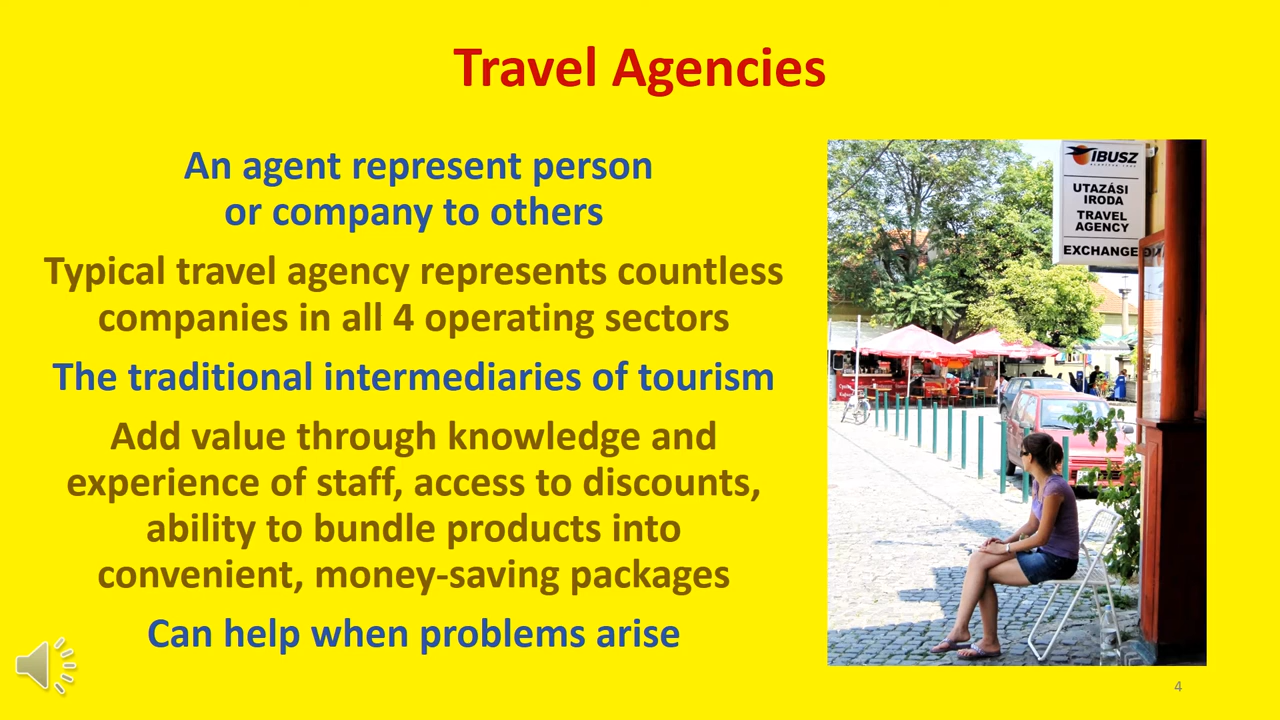 Travel Agencies
An agent represent person
or company to others
Typical travel agency represents countless
companies in all 4 operating sectors
The traditional intermediaries of tourism
Add value through knowledge and
experience of staff, access to discounts,
ability to bundle products into
convenient, money-saving packages
Can help when problems arise
IBUSZ
UTAZÁSI
IRODA
TRAVEL
AGENCY
EXCHANGE
4